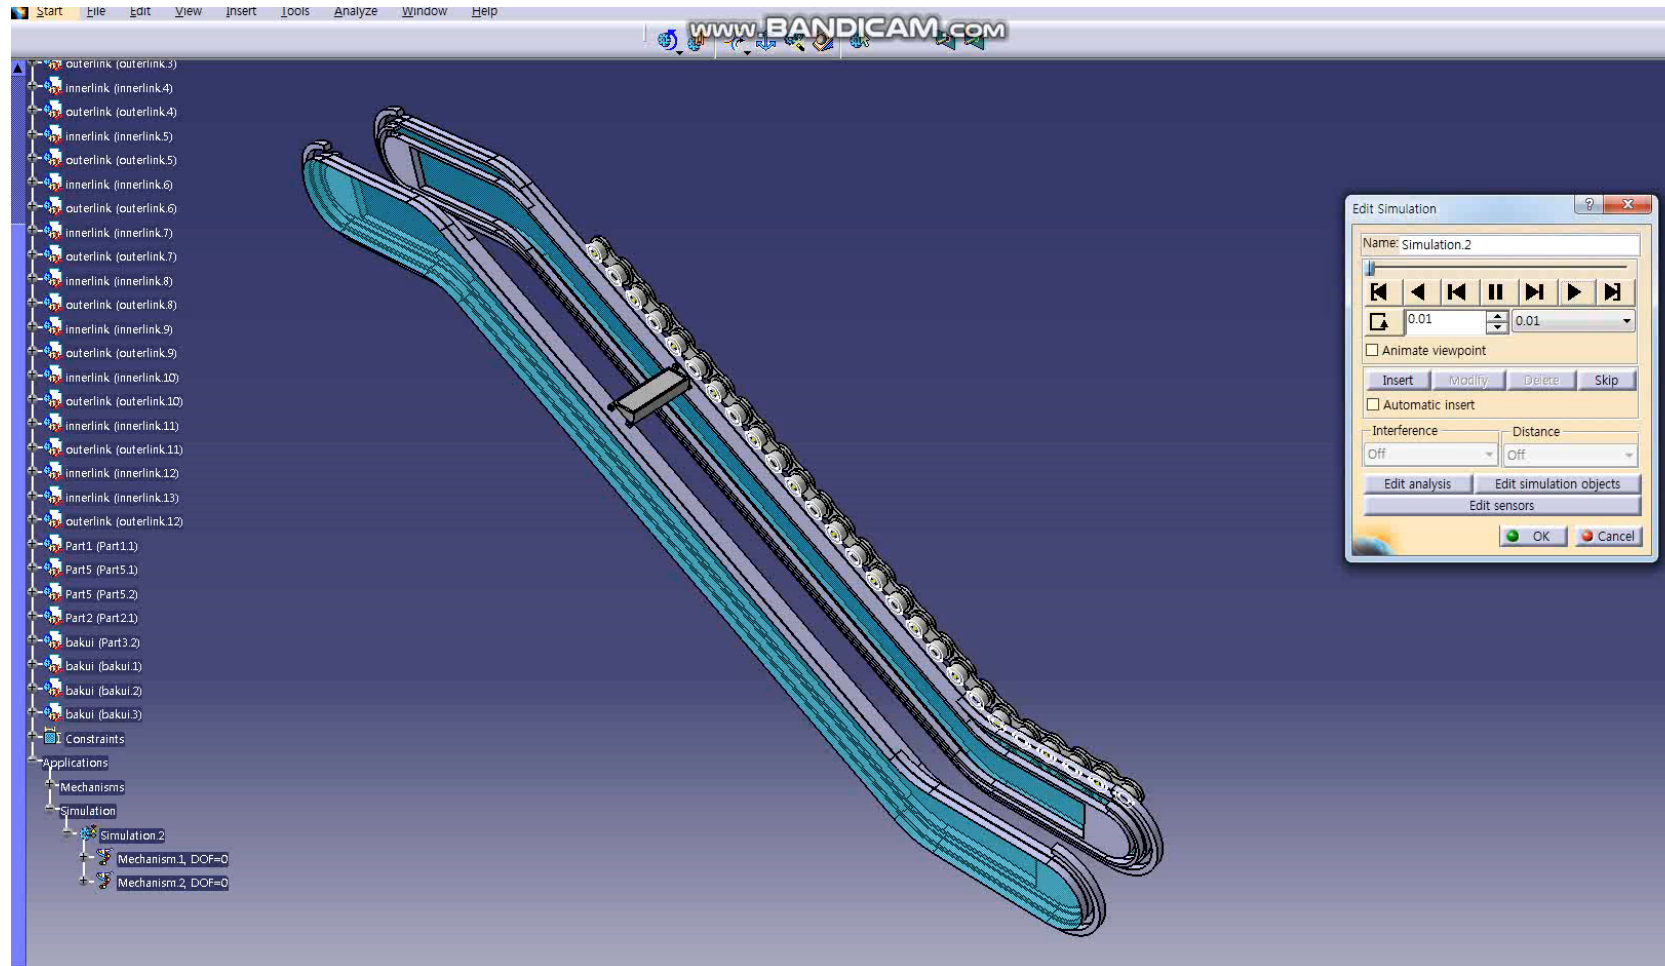 Start File Edit View Insert Tools Analyze Window Help
www.BANDICAM.com
outerlink (outerlink.3)
innerlink (innerlink.4)
outerlink (outerlink.4)
innerlink (innerlink.5)
outerlink (outerlink.5)
innerlink (innerlink.6)
outerlink (outerlink.6)
innerlink (innerlink.7)
outerlink (outerlink.7)
innerlink (innerlink.8)
outerlink (outerlink.8)
innerlink (innerlink.9)
outerlink (outerlink.9)
innerlink (innerlink.10)
outerlink (outerlink.10)
innerlink (innerlink.11)
outerlink (outerlink.11)
innerlink (innerlink.12)
innerlink (innerlink.13)
outerlink (outerlink.12)
Part1 (Part1.1)
Part5 (Part5.1)
Part5 (Part5.2)
Part2 (Part2.1)
bakui (Part3.2)
bakui (bakui.1)
bakui (bakui.2)
bakui (bakui.3)
Constraints
Applications
Mechanisms
Simulation
Simulation.2
Mechanism.1, DOF=0
Mechanism.2, DOF=0
Edit Simulation
Name: Simulation.2
0.01 0.01
Animate viewpoint
Insert Modify Delete Skip
Automatic insert
Interference Distance
Off Off
Edit analysis Edit simulation objects
Edit sensors
OK Cancel